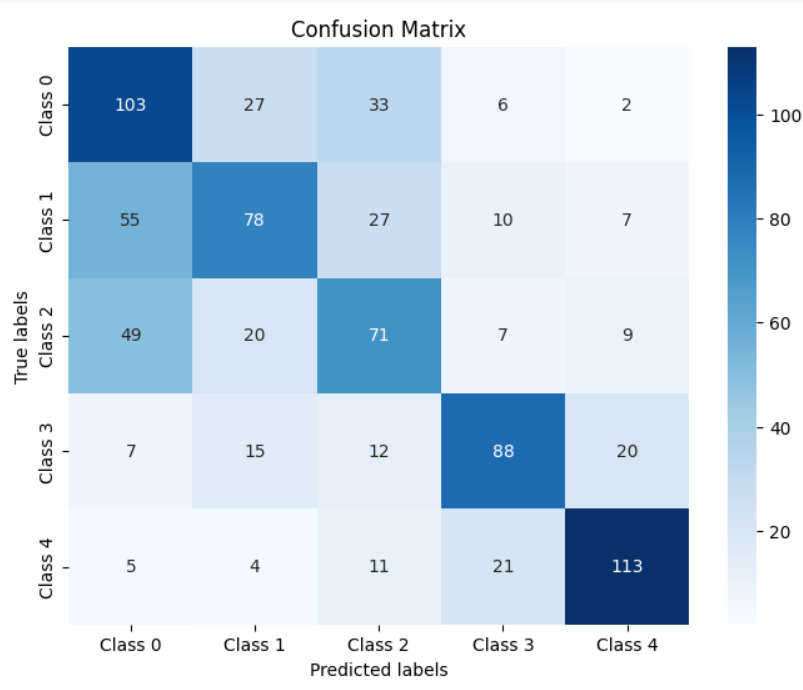 Confusion Matrix
True labels
Class 0
103 27 33 6 2
Class 1
55 78 27 10 7
Class 2
49 20 71 7 9
Class 3
7 15 12 88 20
Class 4
5 4 11 21 113
Class 0 Class 1 Class 2 Class 3 Class 4
Predicted labels
100
80
60
40
20